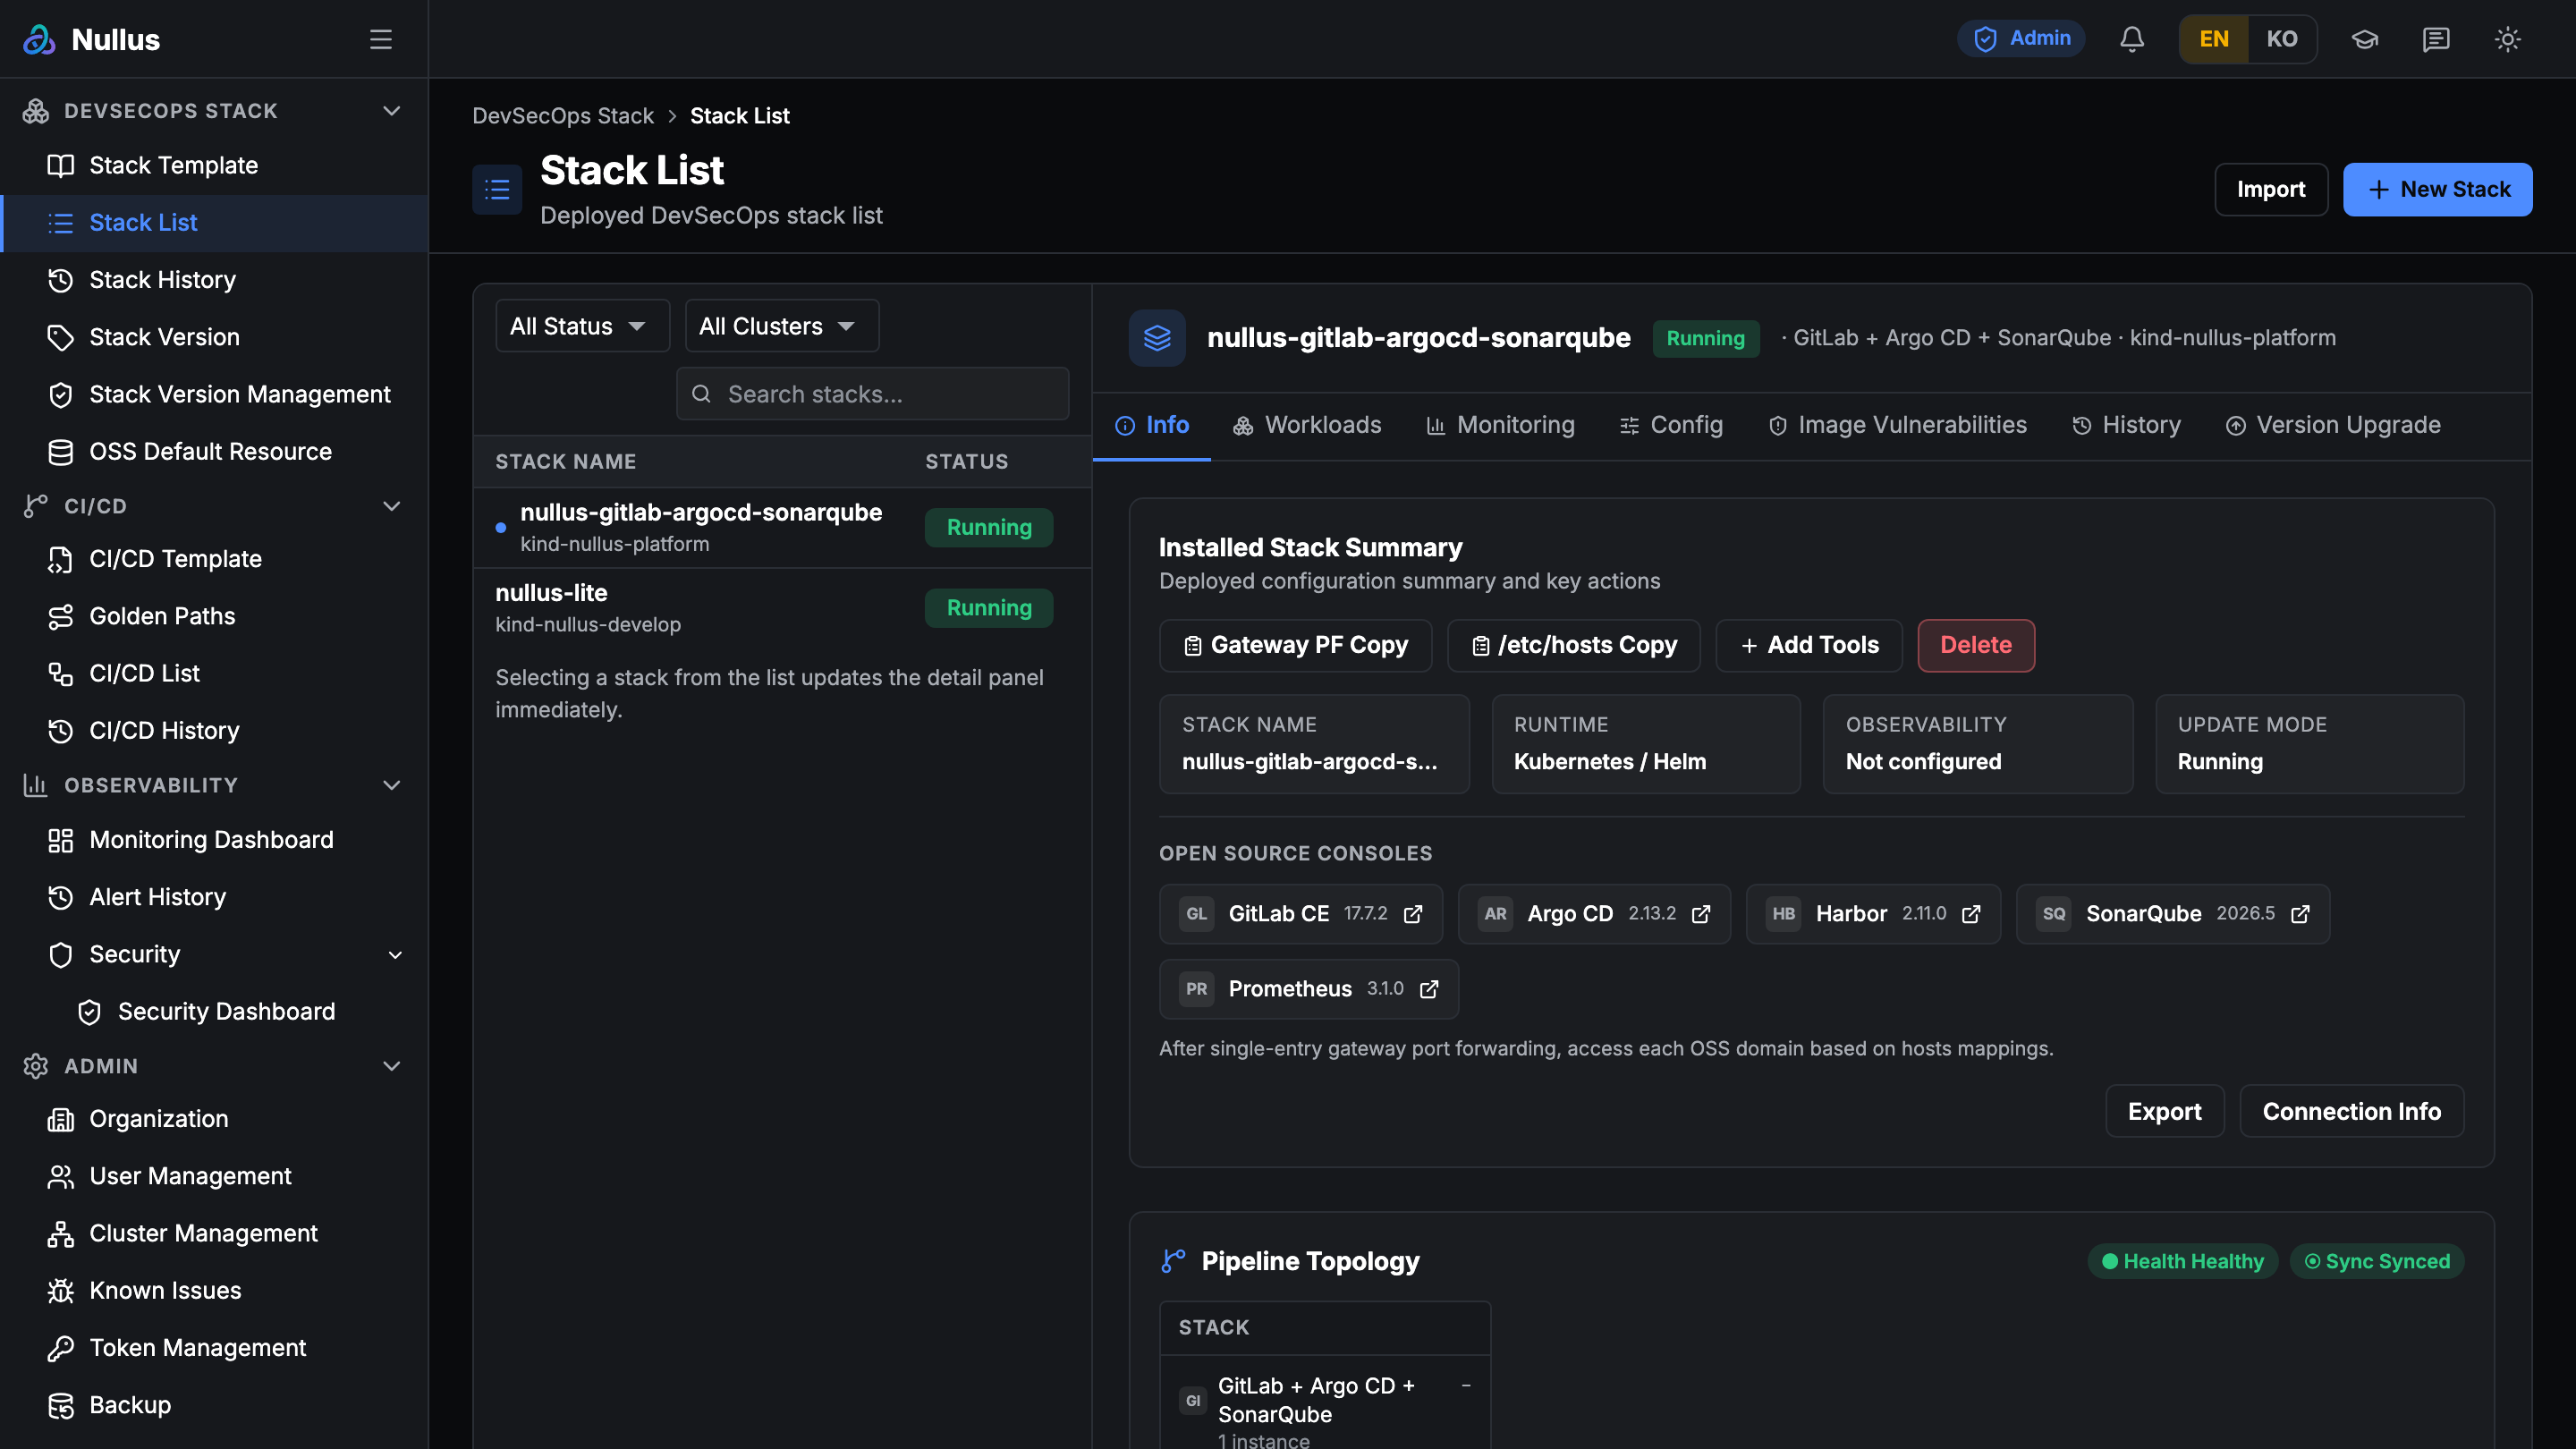 Nullus
Admin
EN
KO
DEVSECOPS STACK
Stack Template
Stack List
Stack History
Stack Version
Stack Version Management
OSS Default Resource
CI/CD
CI/CD Template
Golden Paths
CI/CD List
CI/CD History
OBSERVABILITY
Monitoring Dashboard
Alert History
Security
Security Dashboard
ADMIN
Organization
User Management
Cluster Management
Known Issues
Token Management
Backup
DevSecOps Stack > Stack List
Stack List
Deployed DevSecOps stack list
Import
+ New Stack
All Status
All Clusters
Search stacks...
STACK NAME STATUS
nullus-gitlab-argocd-sonarqube
kind-nullus-platform
Running
nullus-lite
kind-nullus-develop
Running
Selecting a stack from the list updates the detail panel
immediately.
nullus-gitlab-argocd-sonarqube Running · GitLab + Argo CD + SonarQube · kind-nullus-platform
Info Workloads Monitoring Config Image Vulnerabilities History Version Upgrade
Installed Stack Summary
Deployed configuration summary and key actions
Gateway PF Copy
/etc/hosts Copy
+ Add Tools
Delete
STACK NAME
nullus-gitlab-argocd-s...
RUNTIME
Kubernetes / Helm
OBSERVABILITY
Not configured
UPDATE MODE
Running
OPEN SOURCE CONSOLES
GL GitLab CE 17.7.2
AR Argo CD 2.13.2
HB Harbor 2.11.0
SQ SonarQube 2026.5
PR Prometheus 3.1.0
After single-entry gateway port forwarding, access each OSS domain based on hosts mappings.
Export
Connection Info
Pipeline Topology
Health Healthy
Sync Synced
STACK
GI
GitLab + Argo CD + –
SonarQube
1 instance